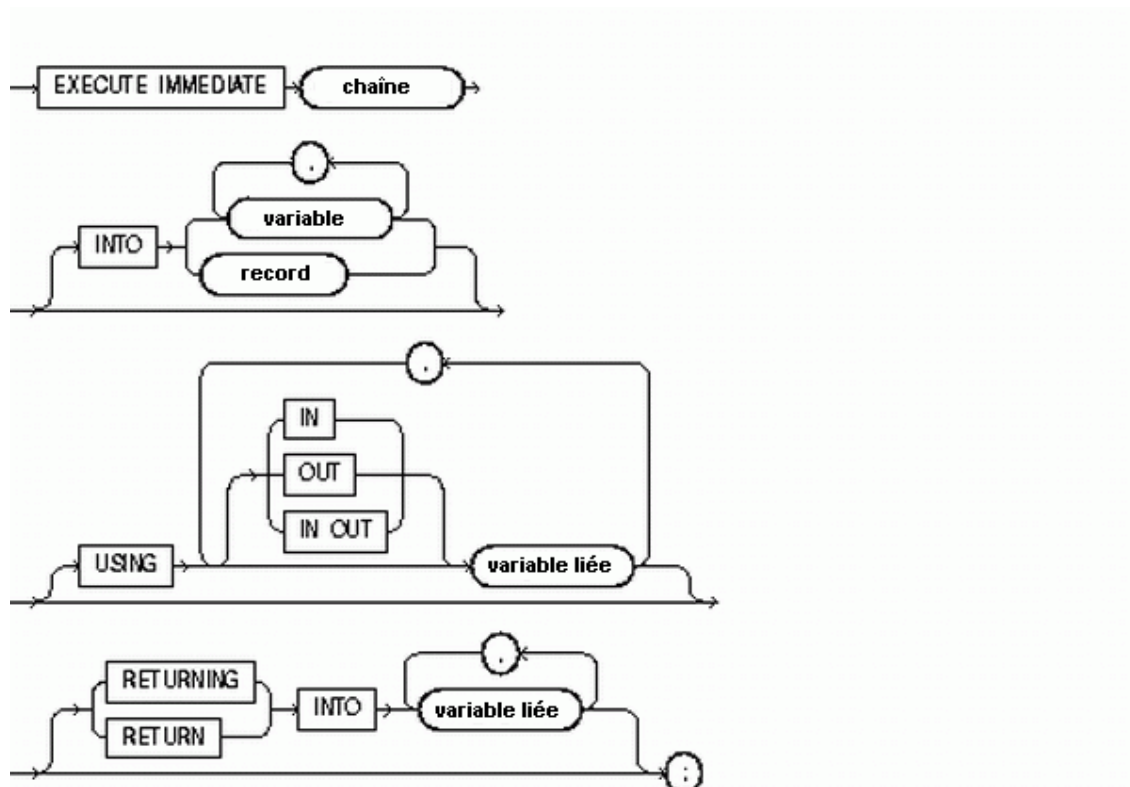 EXECUTE IMMEDIATE chaîne
,
variable
INTO
record
,
IN
OUT
IN OUT
USING variable liée
,
RETURNING
INTO variable liée
RETURN
;